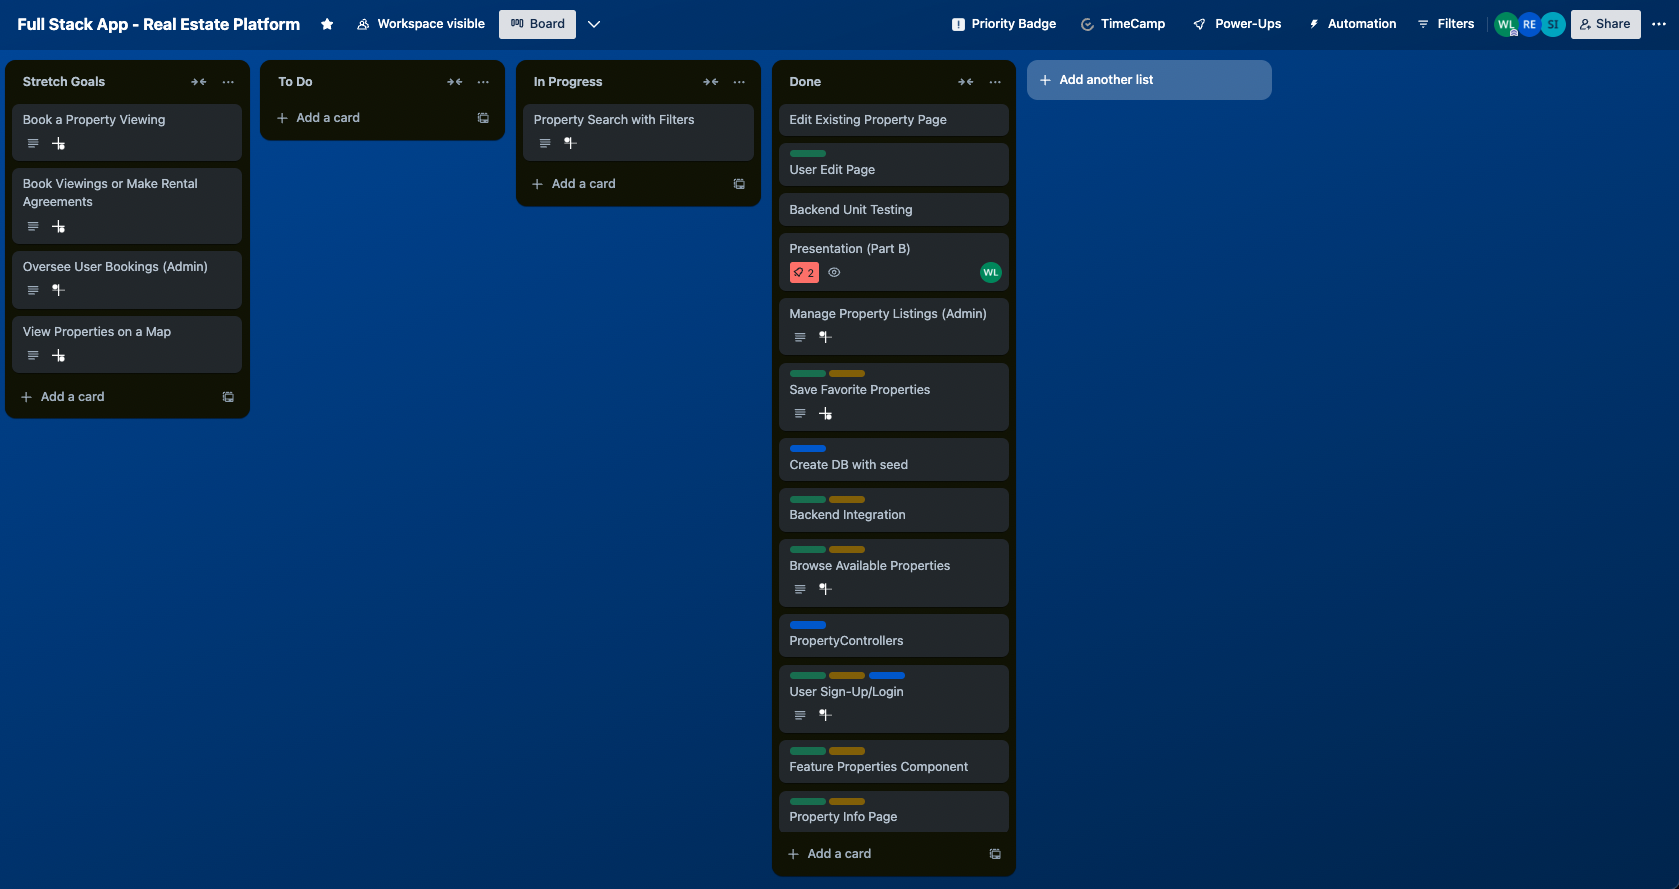 Full Stack App - Real Estate Platform
Workspace visible
Board
Priority Badge
TimeCamp
Power-Ups
Automation
Filters
WL
RE
SI
Share
Stretch Goals
Book a Property Viewing
Book Viewings or Make Rental
Agreements
Oversee User Bookings (Admin)
View Properties on a Map
Add a card
To Do
Add a card
In Progress
Property Search with Filters
Add a card
Done
Edit Existing Property Page
User Edit Page
Backend Unit Testing
Presentation (Part B)
2
WL
Manage Property Listings (Admin)
Save Favorite Properties
Create DB with seed
Backend Integration
Browse Available Properties
PropertyControllers
User Sign-Up/Login
Feature Properties Component
Property Info Page
Add a card
Add another list